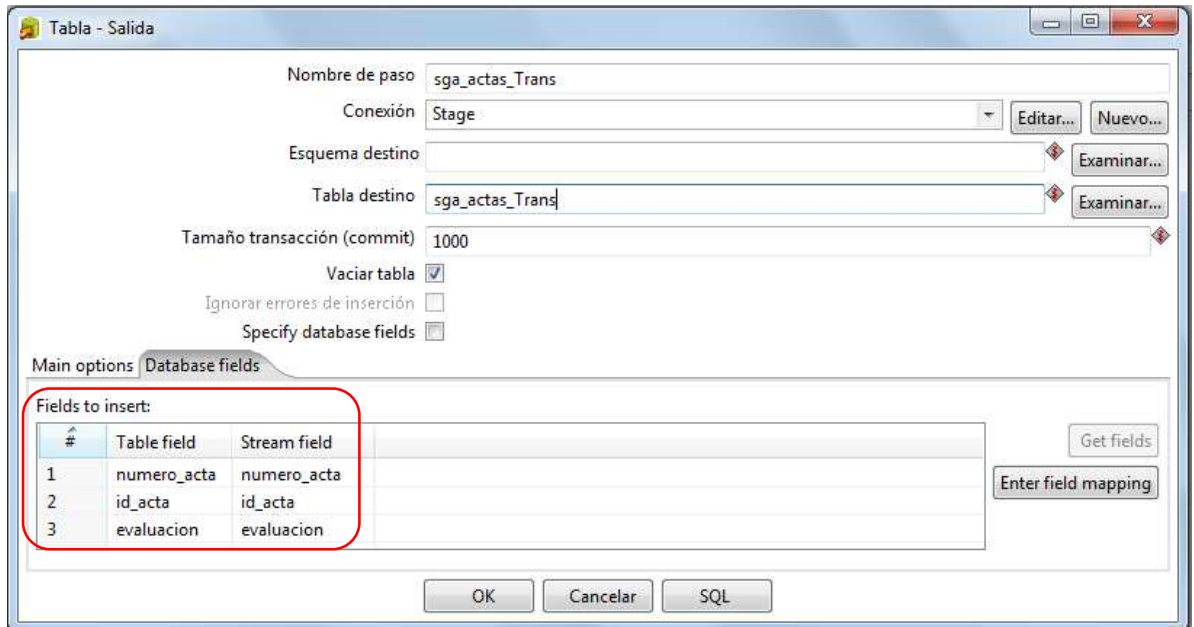 Tabla - Salida
Nombre de paso sga_actas_Trans
Conexión Stage Editar... Nuevo...
Esquema destino Examinar...
Tabla destino sga_actas_Trans Examinar...
Tamaño transacción (commit) 1000
Vaciar tabla
Ignorar errores de inserción
Specify database fields
Main options Database fields
Fields to insert:
# Table field Stream field Get fields
1 numero_acta numero_acta Enter field mapping
2 id_acta id_acta
3 evaluacion evaluacion
OK Cancelar SQL